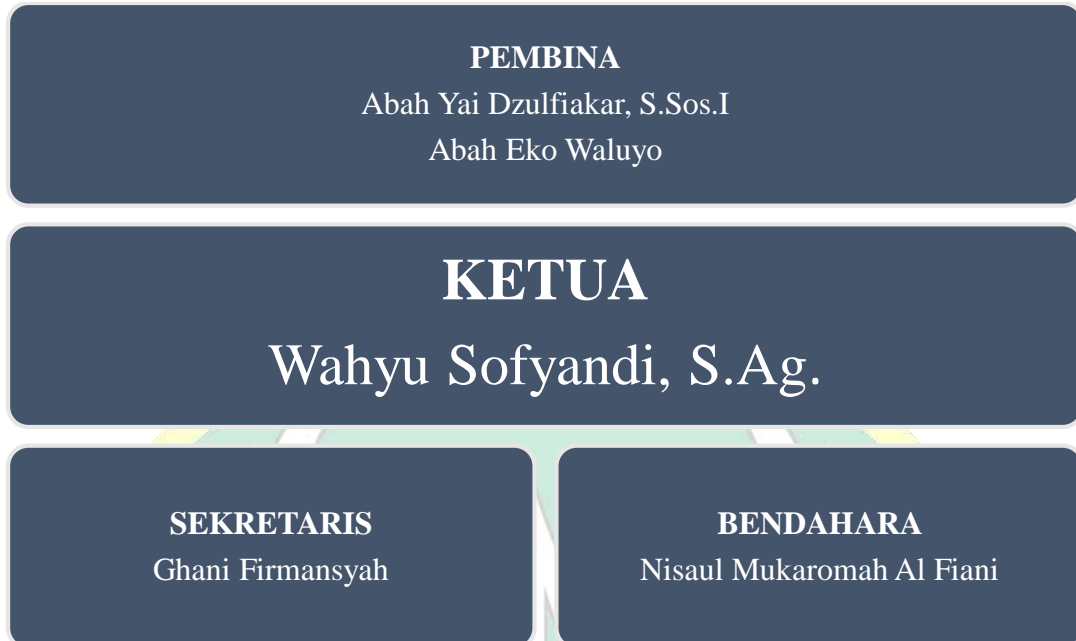 PEMBINA
Abah Yai Dzulfiakar, S.Sos.I
Abah Eko Waluyo
KETUA
Wahyu Sofyandi, S.Ag.
SEKRETARIS
Ghani Firmansyah
BENDAHARA
Nisaul Mukaromah Al Fiani